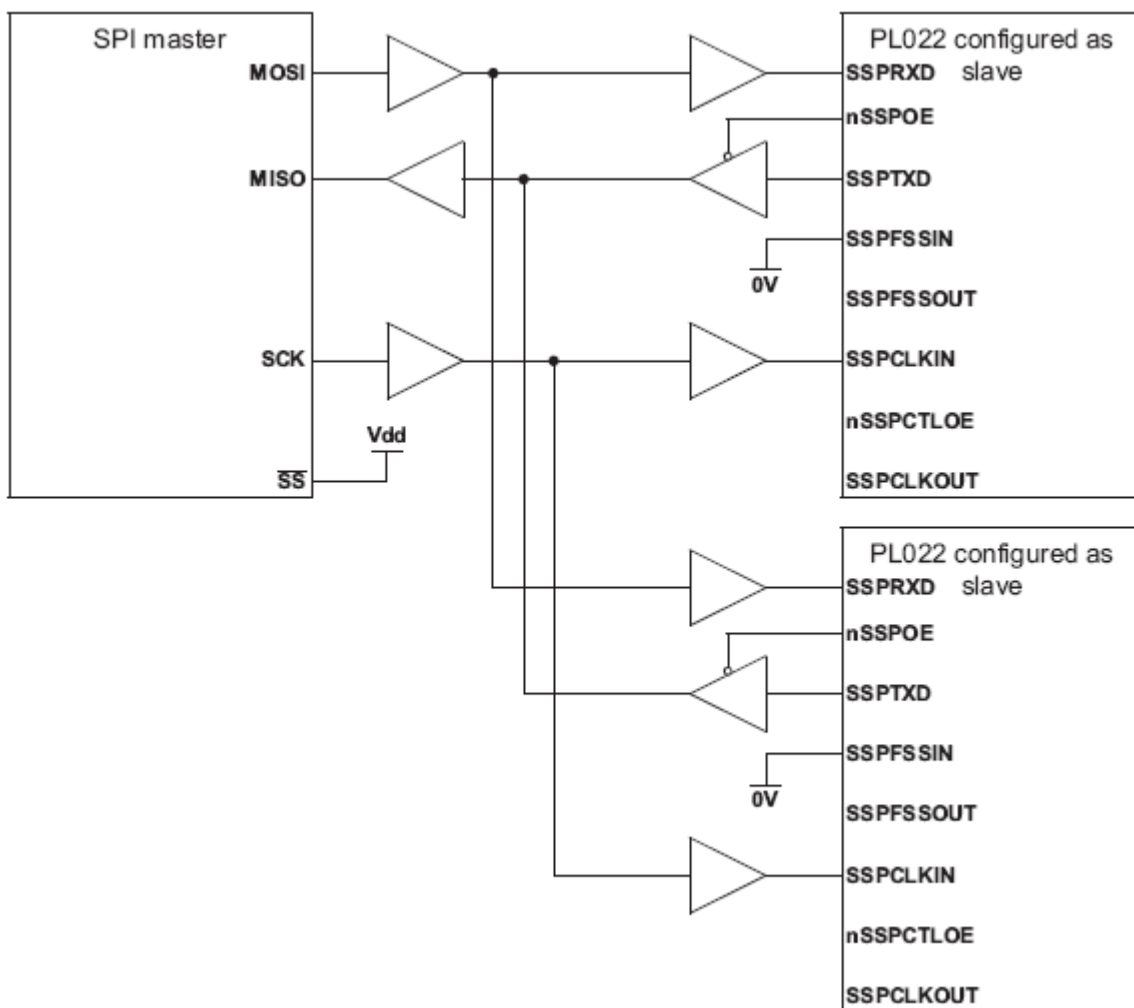 SPI master
MOSI
MISO
SCK
Vdd
SS
PL022 configured as
SSPRXD slave
nSSPOE
SSPTXD
SSPFSSIN
0V
SSPFSSOUT
SSPCLKIN
nSSPCTLOE
SSPCLKOUT
PL022 configured as
SSPRXD slave
nSSPOE
SSPTXD
SSPFSSIN
0V
SSPFSSOUT
SSPCLKIN
nSSPCTLOE
SSPCLKOUT